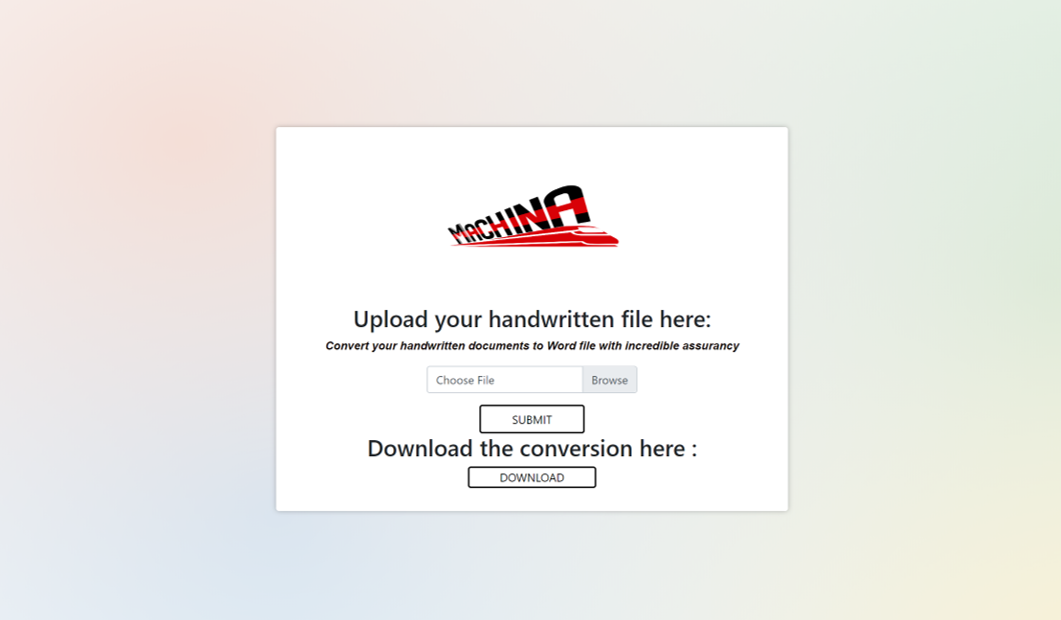 MACHINA
Upload your handwritten file here:
Convert your handwritten documents to Word file with incredible assurancy
Choose File Browse
SUBMIT
Download the conversion here :
DOWNLOAD